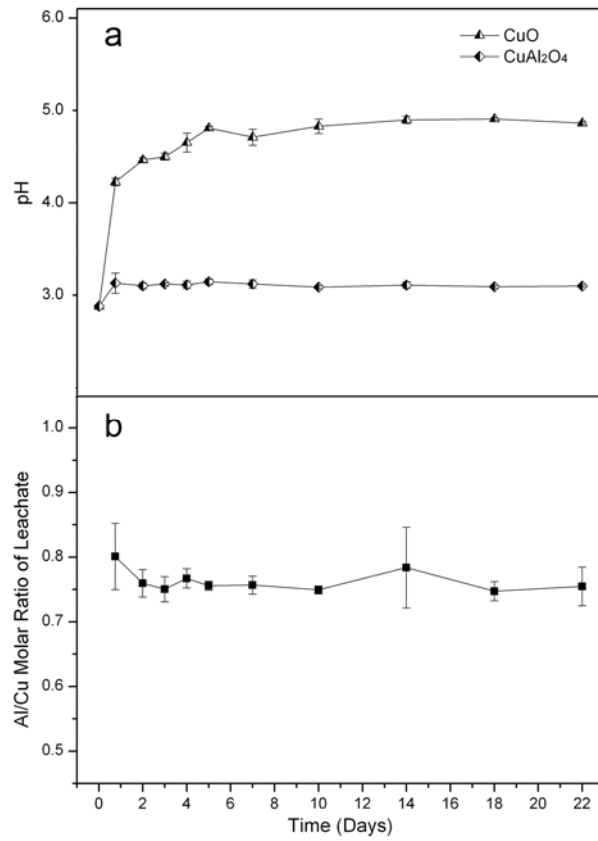 a
CuO
CuAl₂O₄
6.0
5.0
4.0
3.0
pH
b
1.0
0.9
0.8
0.7
0.6
0.5
Al/Cu Molar Ratio of Leachate
0 2 4 6 8 10 12 14 16 18 20 22
Time (Days)